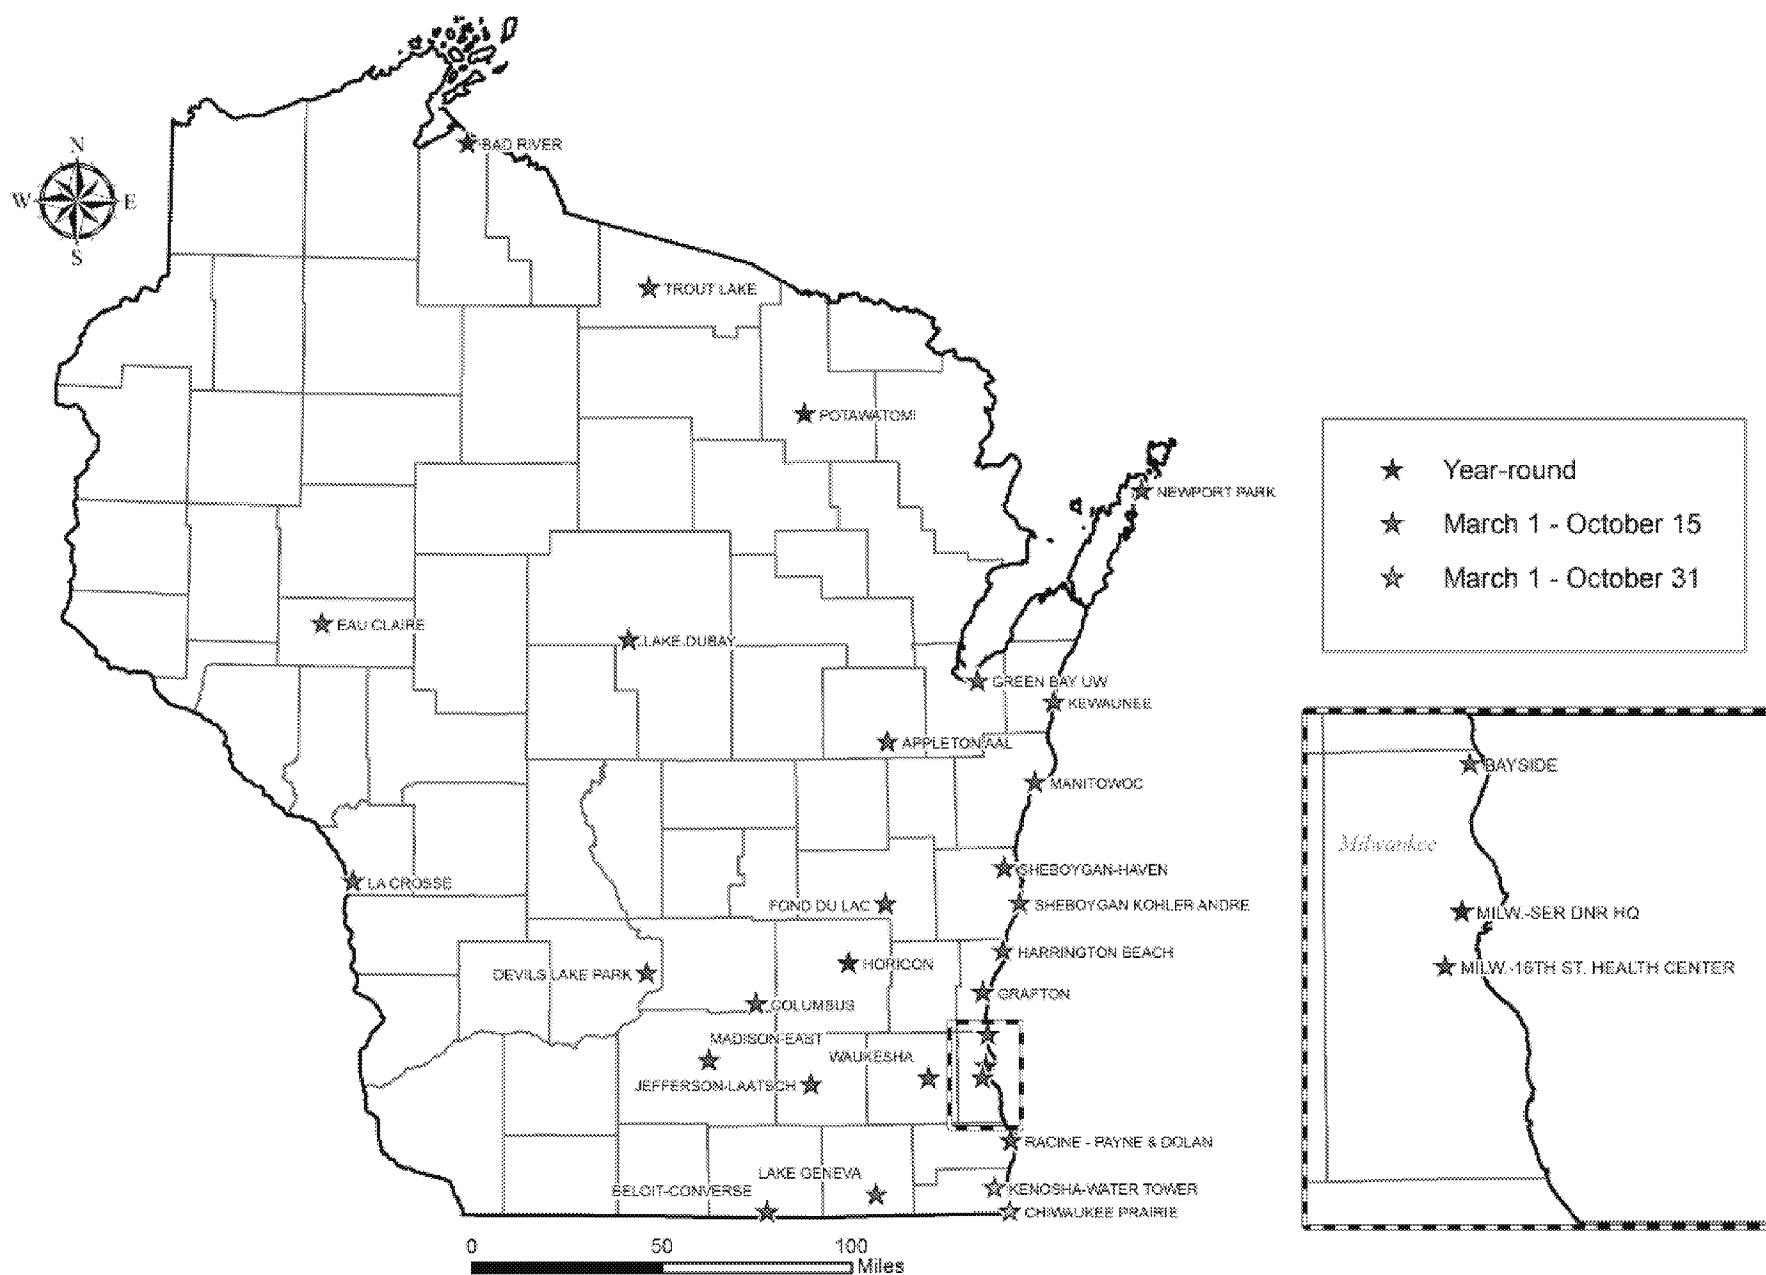 N
W E
S
BAD RIVER
TROUT LAKE
POTAWATOMI
NEWPORT PARK
EAU CLAIRE
LAKE DUBAY
GREEN BAY UW
KEWAUNEE
APPLETON AAL
MANITOWOC
SHEBOYGAN-HAVEN
LA CROSSE
FOND DU LAC
SHEBOYGAN KOHLER ANDRE
HARRINGTON BEACH
HORICON
DEVILS LAKE PARK
GRAFTON
COLUMBUS
MADISON-EAST
WAUKESHA
JEFFERSON-LAATSCH
RACINE - PAYNE & DOLAN
LAKE GENEVA
BELOIT-CONVERSE
KENOSHA-WATER TOWER
CHIWAUKEE PRAIRIE
0 50 100
Miles
Year-round
March 1 - October 15
March 1 - October 31
BAYSIDE
Milwaukee
MILW.-SER DNR HQ
MILW.-16TH ST. HEALTH CENTER